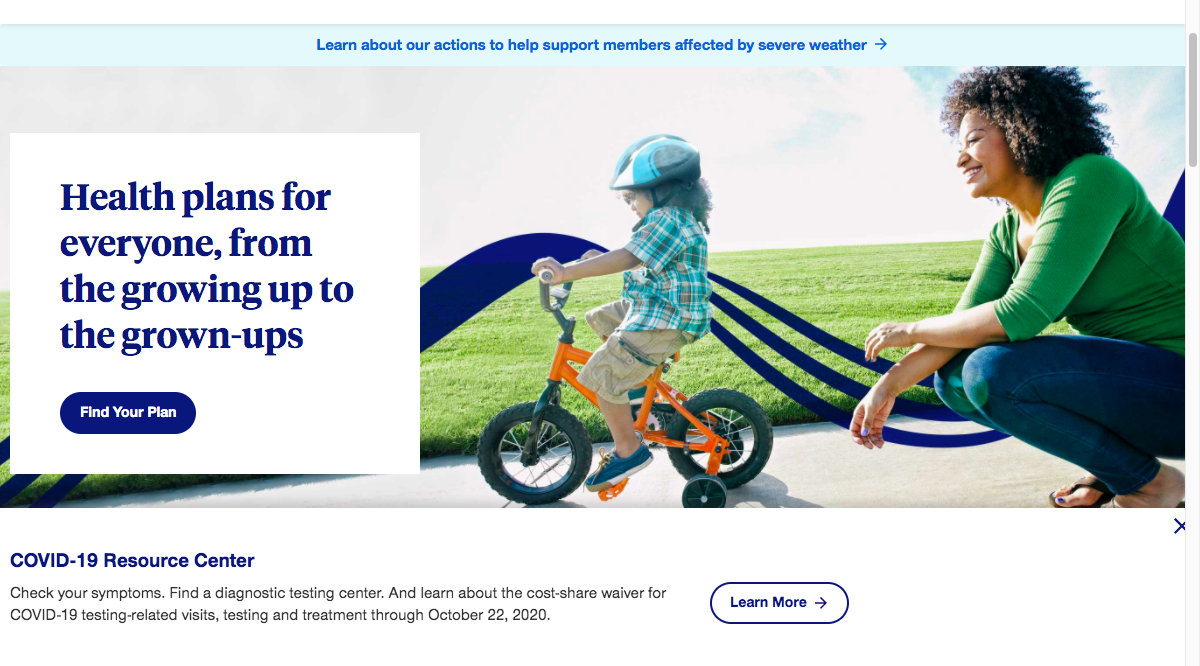 Learn about our actions to help support members affected by severe weather →
Health plans for
everyone, from
the growing up to
the grown-ups
Find Your Plan
COVID-19 Resource Center
Check your symptoms. Find a diagnostic testing center. And learn about the cost-share waiver for
COVID-19 testing-related visits, testing and treatment through October 22, 2020.
Learn More →